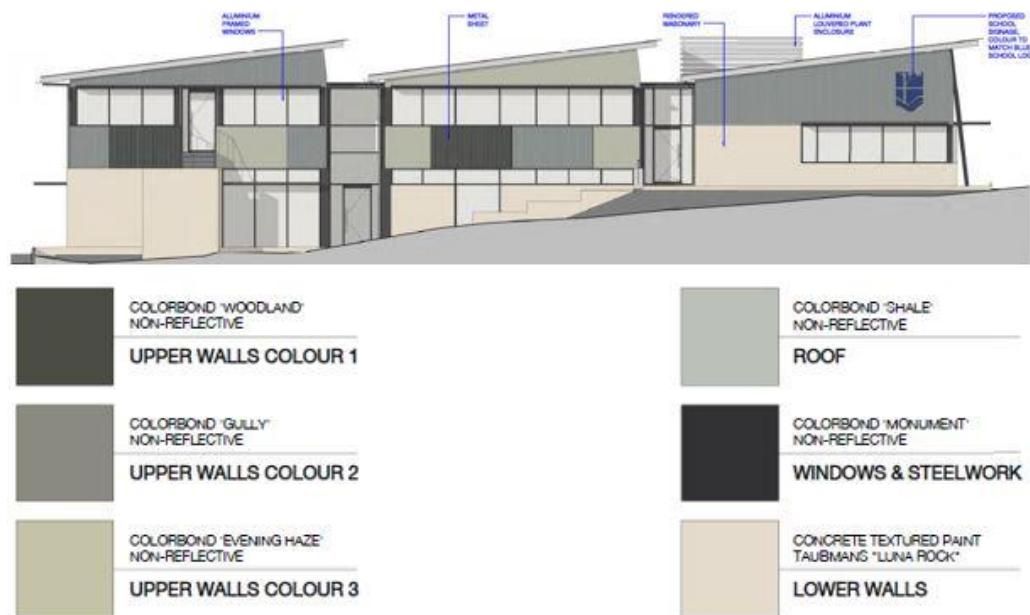 ALUMINIUM
FRAMED
WINDOWS
METAL
SHEET
RENDERED
MASONARY
ALUMINIUM
LOUVERED PLANT
ENCLOSURE
PROPOSED
SCHOOL
SIGNAGE,
COLOUR TO
MATCH BLUE
SCHOOL LOG
COLORBOND 'WOODLAND'
NON-REFLECTIVE
UPPER WALLS COLOUR 1
COLORBOND 'GULLY'
NON-REFLECTIVE
UPPER WALLS COLOUR 2
COLORBOND 'EVENING HAZE'
NON-REFLECTIVE
UPPER WALLS COLOUR 3
COLORBOND 'SHALE'
NON-REFLECTIVE
ROOF
COLORBOND 'MONUMENT'
NON-REFLECTIVE
WINDOWS & STEELWORK
CONCRETE TEXTURED PAINT
TAUBMANS "LUNA ROCK"
LOWER WALLS